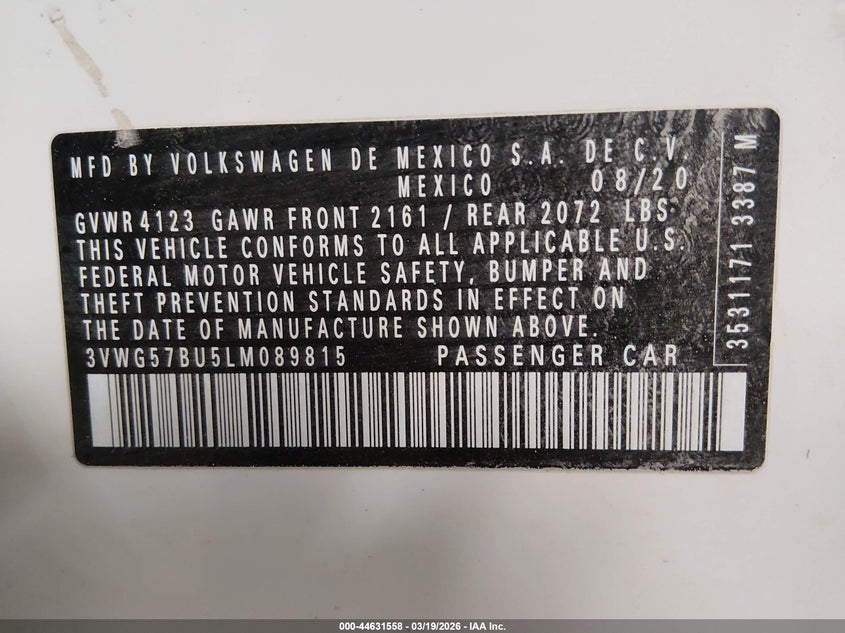 MFD BY VOLKSWAGEN DE MEXICO S.A. DE C.V.
MEXICO 08/20
GVWR 4123 GAWR FRONT 2161 / REAR 2072 LBS
THIS VEHICLE CONFORMS TO ALL APPLICABLE U.S.
FEDERAL MOTOR VEHICLE SAFETY, BUMPER AND
THEFT PREVENTION STANDARDS IN EFFECT ON
THE DATE OF MANUFACTURE SHOWN ABOVE.
3VWG57BU5LM089815 PASSENGER CAR
3531171 3387 M
000-44631558 — 03/19/2026 — IAA Inc.